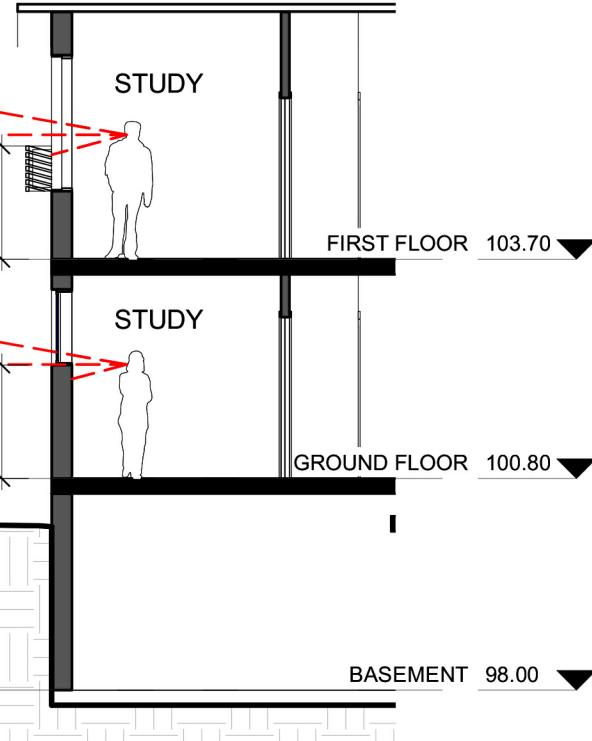 STUDY
FIRST FLOOR 103.70
STUDY
GROUND FLOOR 100.80
BASEMENT 98.00